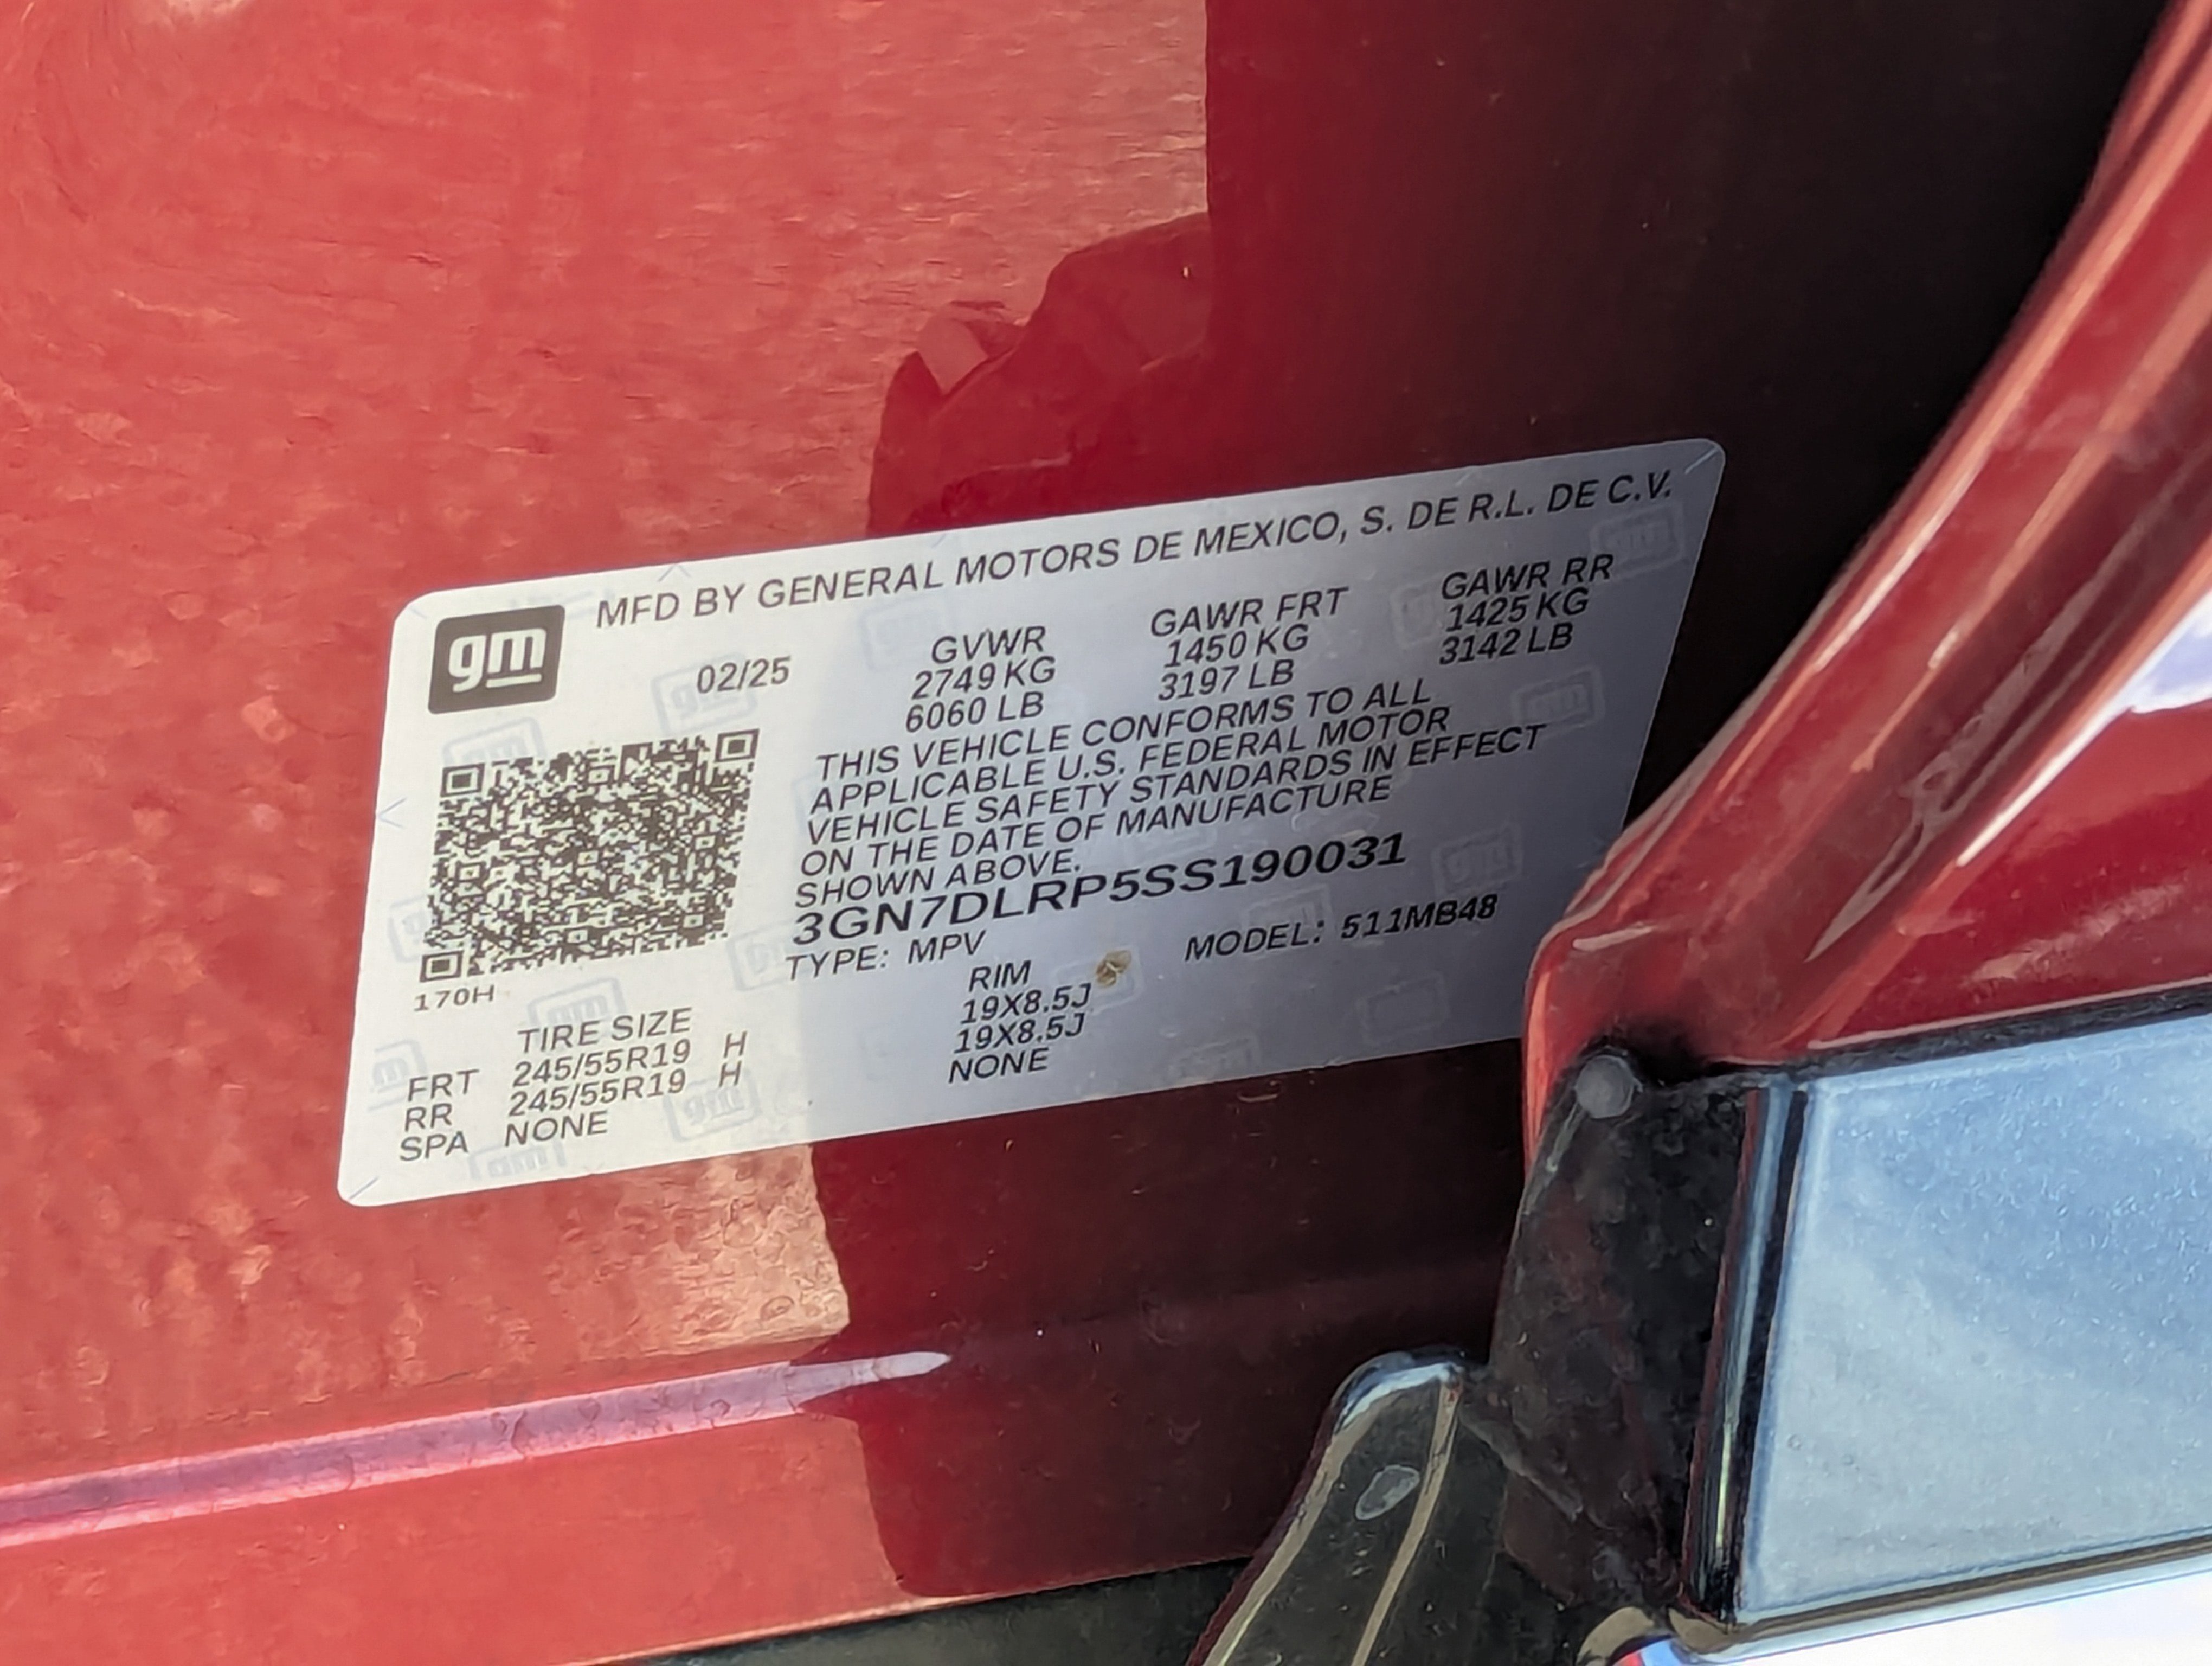 gm
MFD BY GENERAL MOTORS DE MEXICO, S. DE R.L. DE C.V.
02/25
GVWR
2749 KG
6060 LB
GAWR FRT
1450 KG
3197 LB
GAWR RR
1425 KG
3142 LB
THIS VEHICLE CONFORMS TO ALL
APPLICABLE U.S. FEDERAL MOTOR
VEHICLE SAFETY STANDARDS IN EFFECT
ON THE DATE OF MANUFACTURE
SHOWN ABOVE.
3GN7DLRP5SS190031
TYPE: MPV MODEL: 511MB48
170H
TIRE SIZE RIM
FRT 245/55R19 H 19X8.5J
RR 245/55R19 H 19X8.5J
SPA NONE NONE